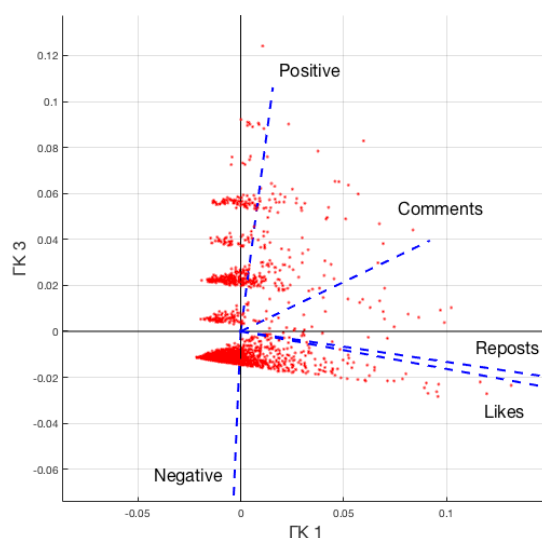 0.12
Positive
0.1
0.08
0.06
Comments
0.04
ГК 3
0.02
0
Reposts
-0.02
Likes
-0.04
Negative
-0.06
-0.05
0
0.05
0.1
ГК 1